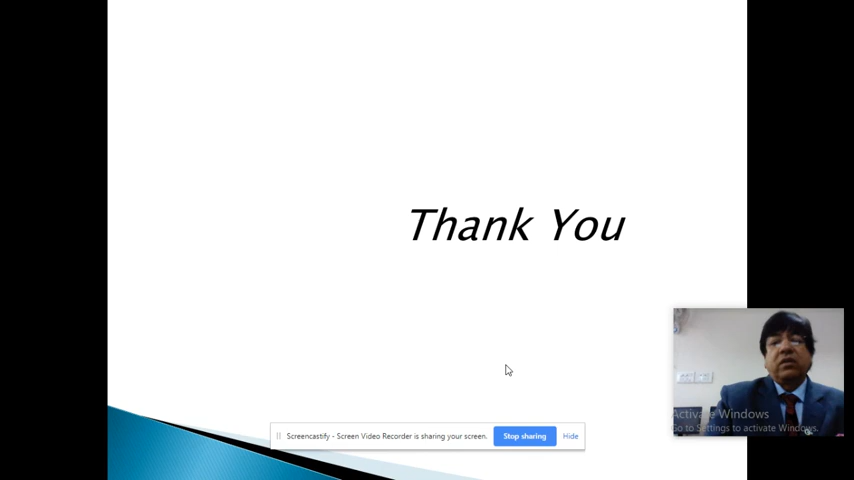 Thank You
Screencastify - Screen Video Recorder is sharing your screen. Stop sharing Hide
Activate Windows
Go to Settings to activate Windows.